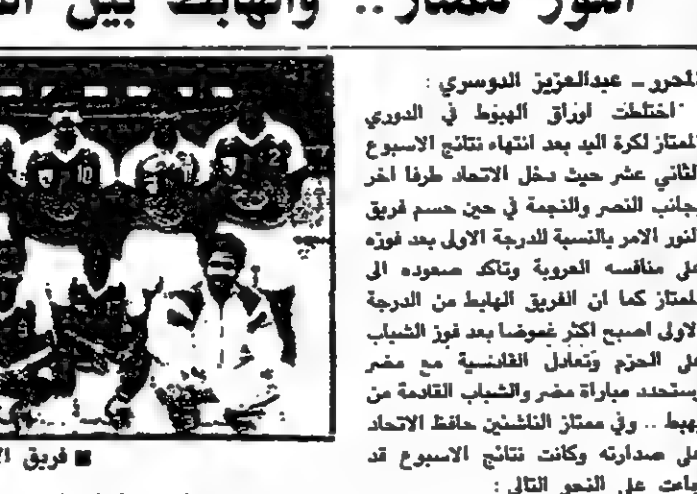 النور للممتاز .. والهابط بين
المحرر ـ عبدالعزيز الدوسري :
اختلطت اوراق الهبوط في الدوري
الممتاز لكرة اليد بعد انتهاء نتائج الاسبوع
الثاني عشر حيث دخل الاتحاد طرفا اخر
بجانب النصر والنجمة في حين حسم فريق
النور الامر بالنسبة للدرجة الاولى بعد فوزه
على منافسه العروبة وتاكد صعوده الى
الممتاز كما ان الفريق الهابط من الدرجة
الاولى اصبح اكثر غموضا بعد فوز الشباب
على الحزم وتعادل القادسية مع مضر
وستحدد مباراة مضر والشباب القادمة من
يهبط .. وفي ممتاز الناشئين حافظ الاتحاد
على صدارته وكانت نتائج الاسبوع قد
جاءت على النحو التالي :
فريق